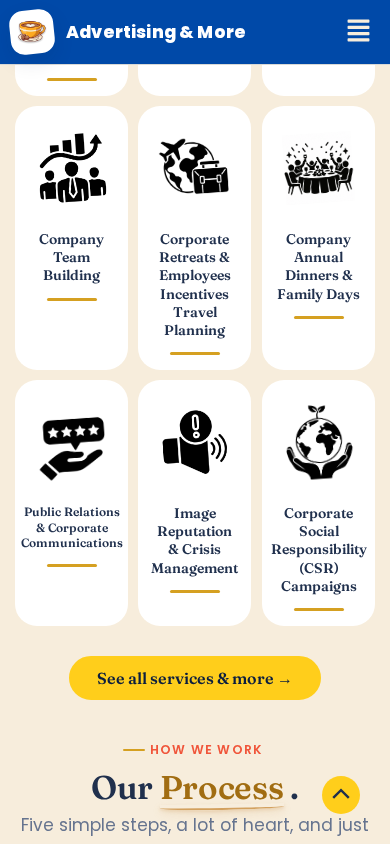 Advertising & More
Company
Team
Building
Corporate
Retreats &
Employees
Incentives
Travel
Planning
Company
Annual
Dinners &
Family Days
Public Relations
& Corporate
Communications
Image
Reputation
& Crisis
Management
Corporate
Social
Responsibility
(CSR)
Campaigns
See all services & more →
HOW WE WORK
Our Process .
Five simple steps, a lot of heart, and just